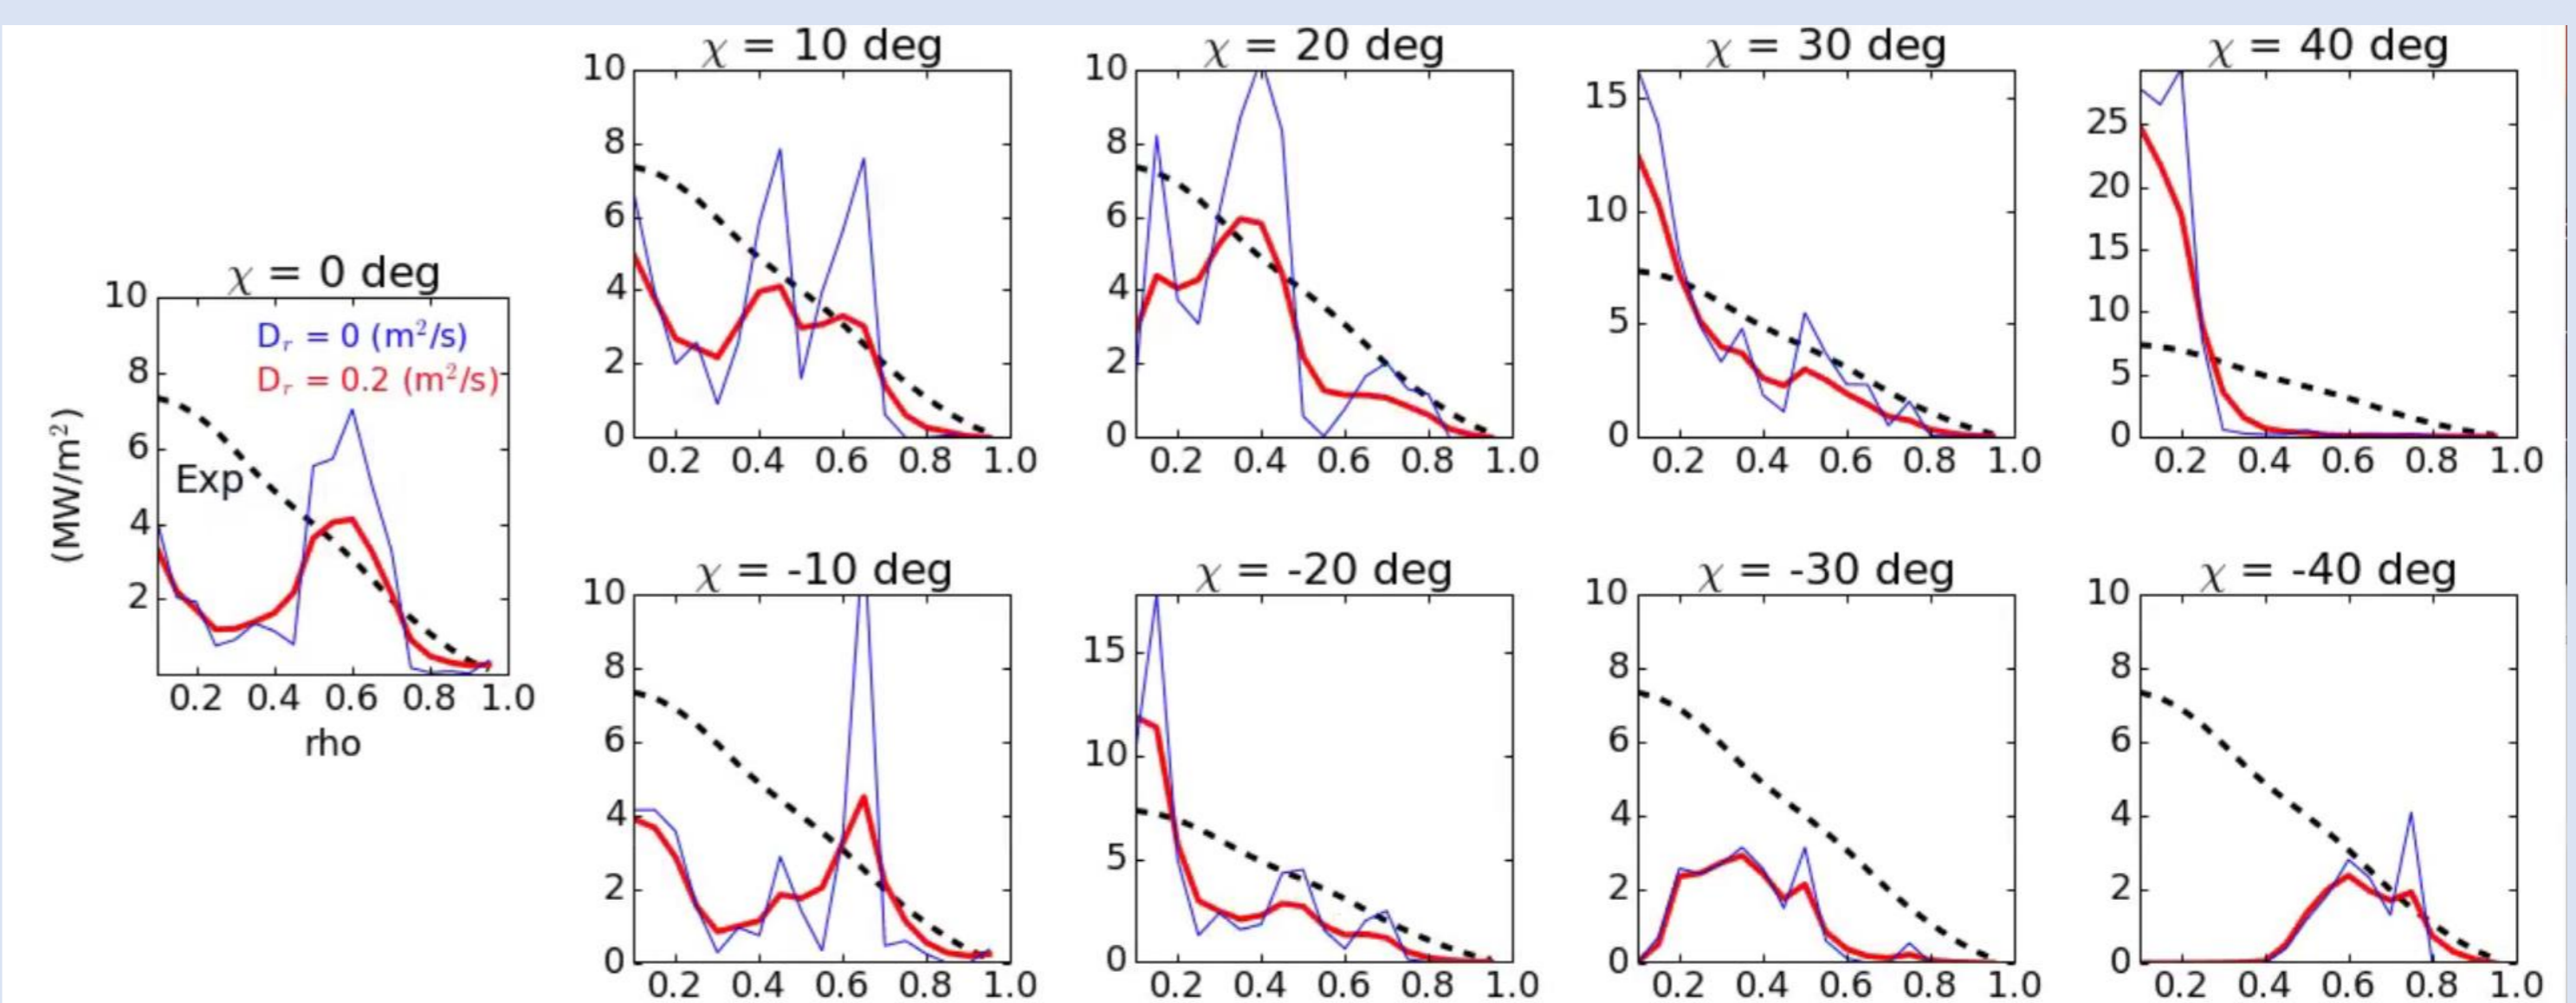 χ = 10 deg
10
8
6
4
2
0
0.2 0.4 0.6 0.8 1.0
χ = 20 deg
10
8
6
4
2
0
0.2 0.4 0.6 0.8 1.0
χ = 30 deg
15
10
5
0
0.2 0.4 0.6 0.8 1.0
χ = 40 deg
25
20
15
10
5
0
0.2 0.4 0.6 0.8 1.0
χ = 0 deg
(MW/m²)
10
8
6
4
2
Dᵣ = 0 (m²/s)
Dᵣ = 0.2 (m²/s)
Exp
0.2 0.4 0.6 0.8 1.0
rho
χ = -10 deg
10
8
6
4
2
0
0.2 0.4 0.6 0.8 1.0
χ = -20 deg
15
10
5
0
0.2 0.4 0.6 0.8 1.0
χ = -30 deg
10
8
6
4
2
0
0.2 0.4 0.6 0.8 1.0
χ = -40 deg
10
8
6
4
2
0
0.2 0.4 0.6 0.8 1.0